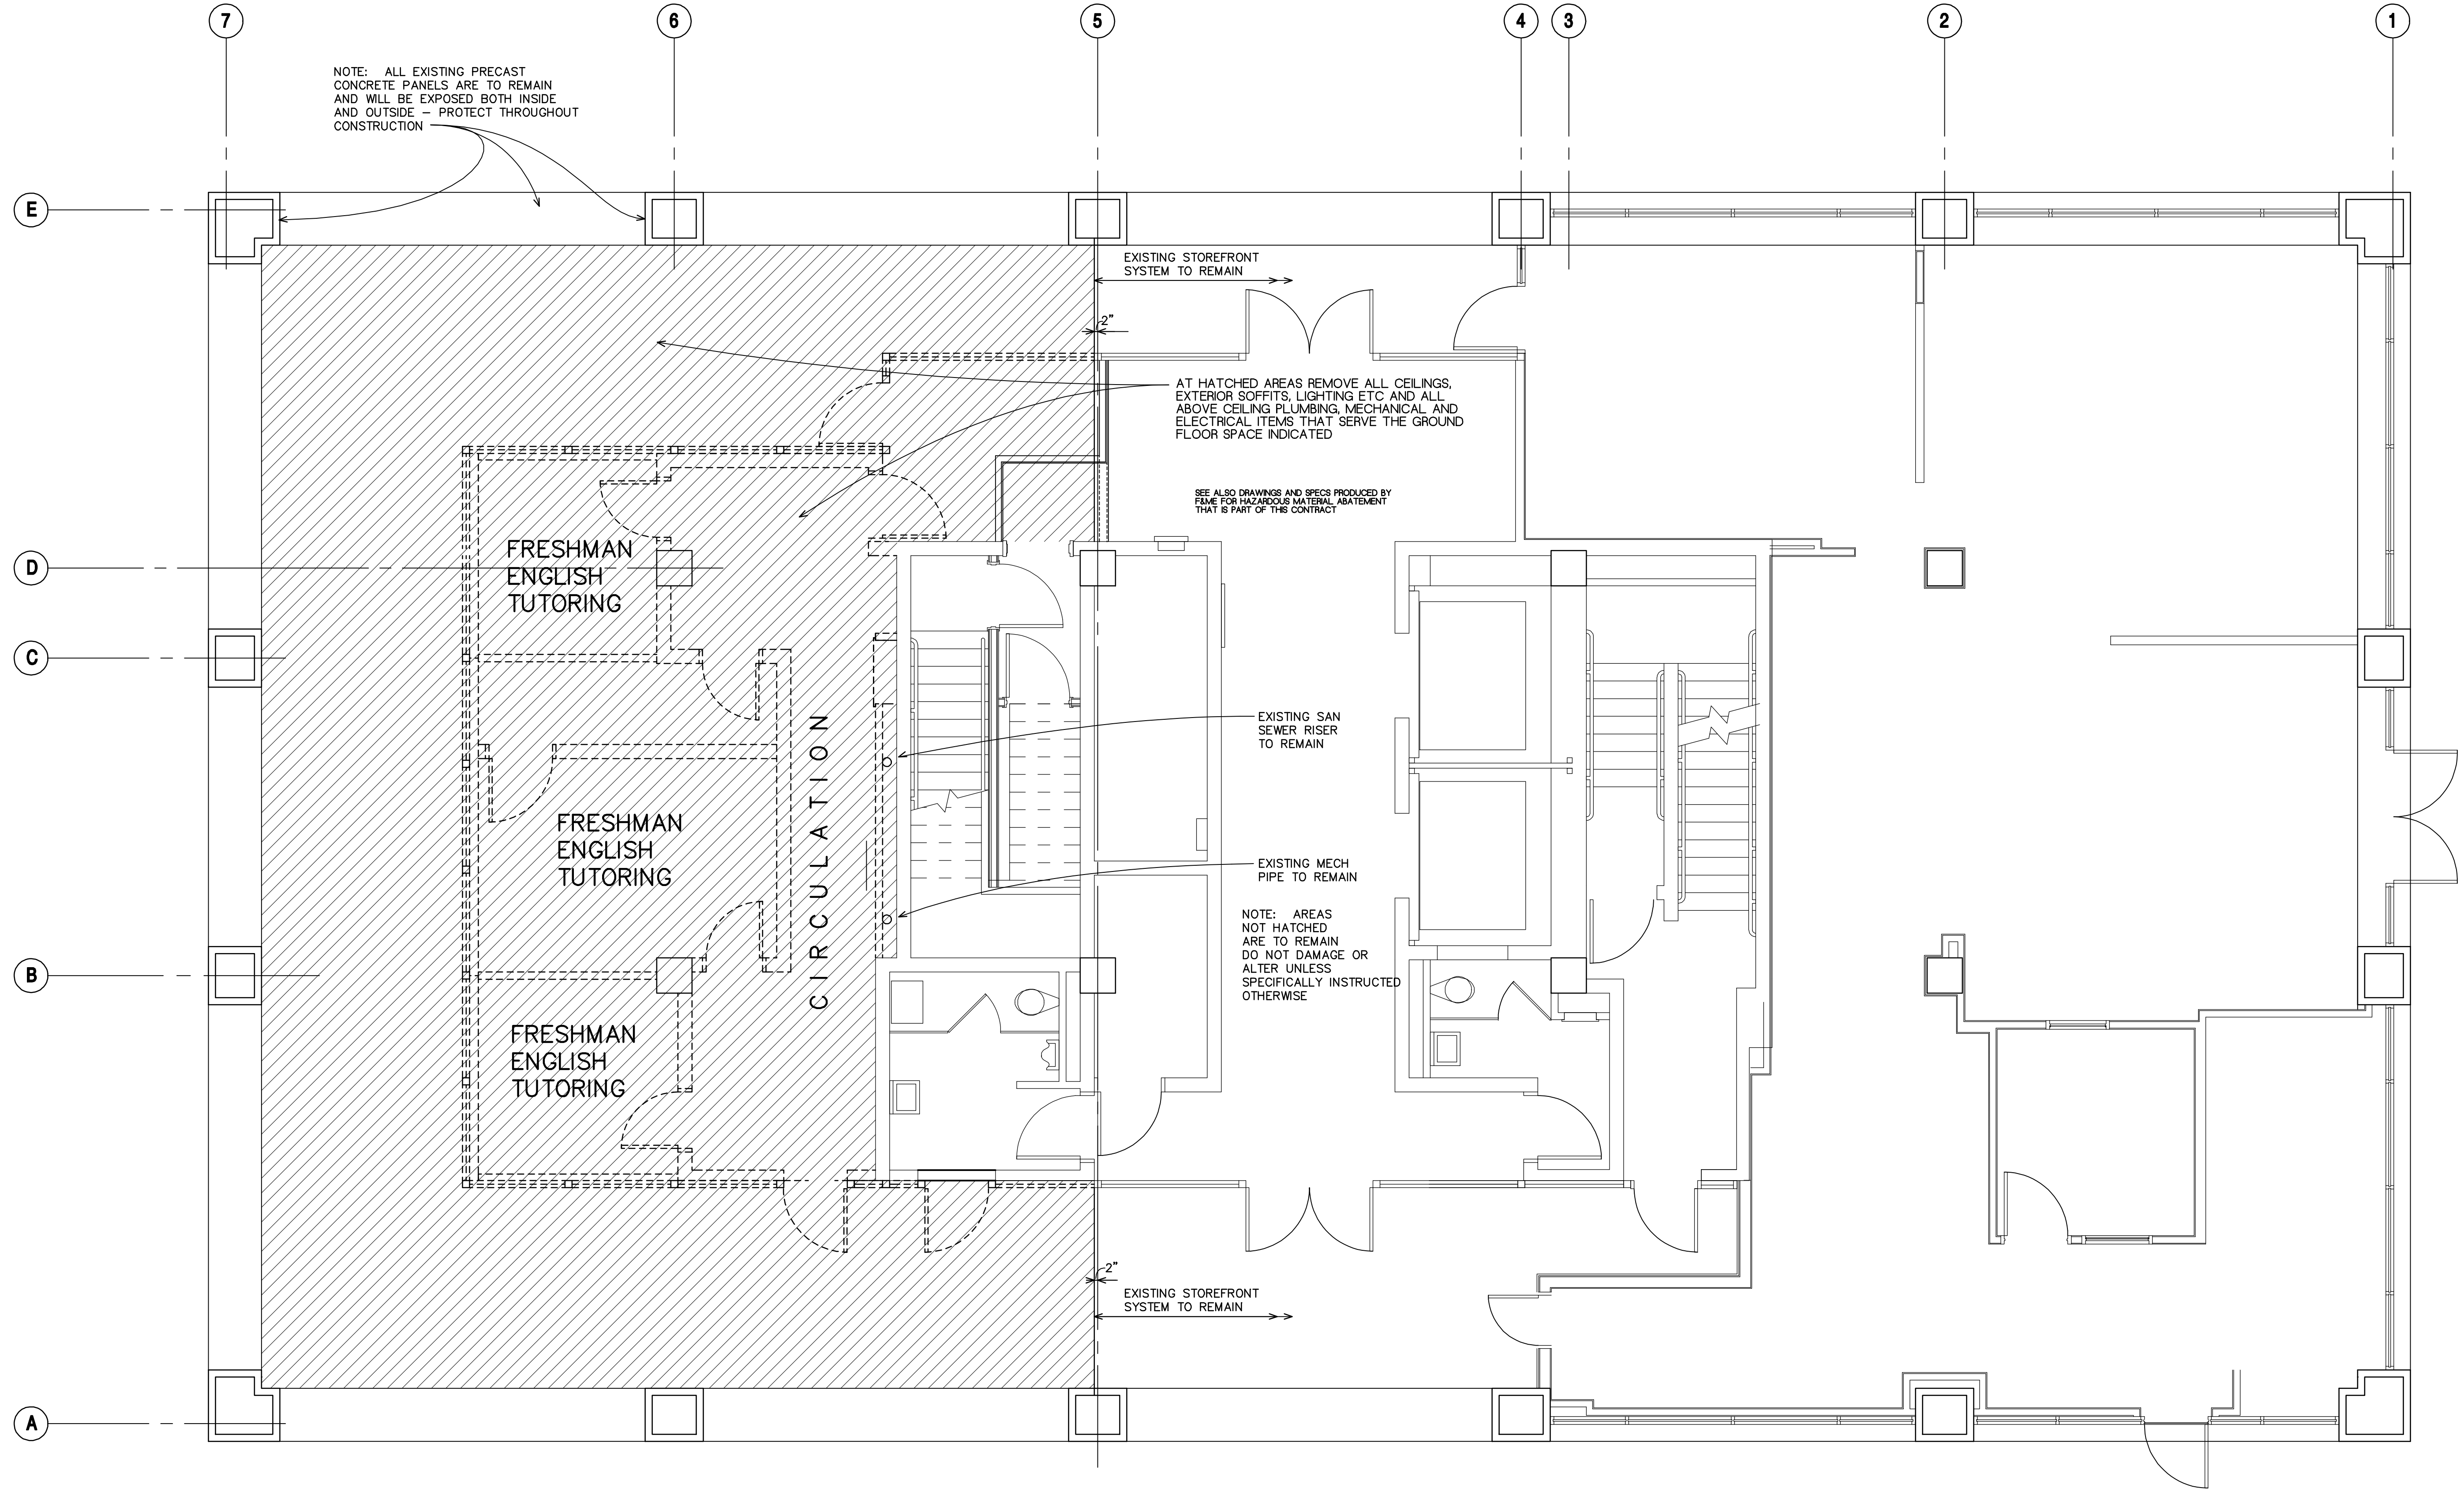 7
6
5
4
3
2
1
NOTE: ALL EXISTING PRECAST
CONCRETE PANELS ARE TO REMAIN
AND WILL BE EXPOSED BOTH INSIDE
AND OUTSIDE – PROTECT THROUGHOUT
CONSTRUCTION
E
EXISTING STOREFRONT
SYSTEM TO REMAIN
2"
AT HATCHED AREAS REMOVE ALL CEILINGS,
EXTERIOR SOFFITS, LIGHTING ETC AND ALL
ABOVE CEILING PLUMBING, MECHANICAL AND
ELECTRICAL ITEMS THAT SERVE THE GROUND
FLOOR SPACE INDICATED
SEE ALSO DRAWINGS AND SPECS PRODUCED BY
F&ME FOR HAZARDOUS MATERIAL ABATEMENT
THAT IS PART OF THIS CONTRACT
FRESHMAN
ENGLISH
TUTORING
D
C
EXISTING SAN
SEWER RISER
TO REMAIN
CIRCULATION
FRESHMAN
ENGLISH
TUTORING
EXISTING MECH
PIPE TO REMAIN
NOTE: AREAS
NOT HATCHED
ARE TO REMAIN
DO NOT DAMAGE OR
ALTER UNLESS
SPECIFICALLY INSTRUCTED
OTHERWISE
B
FRESHMAN
ENGLISH
TUTORING
2"
EXISTING STOREFRONT
SYSTEM TO REMAIN
A